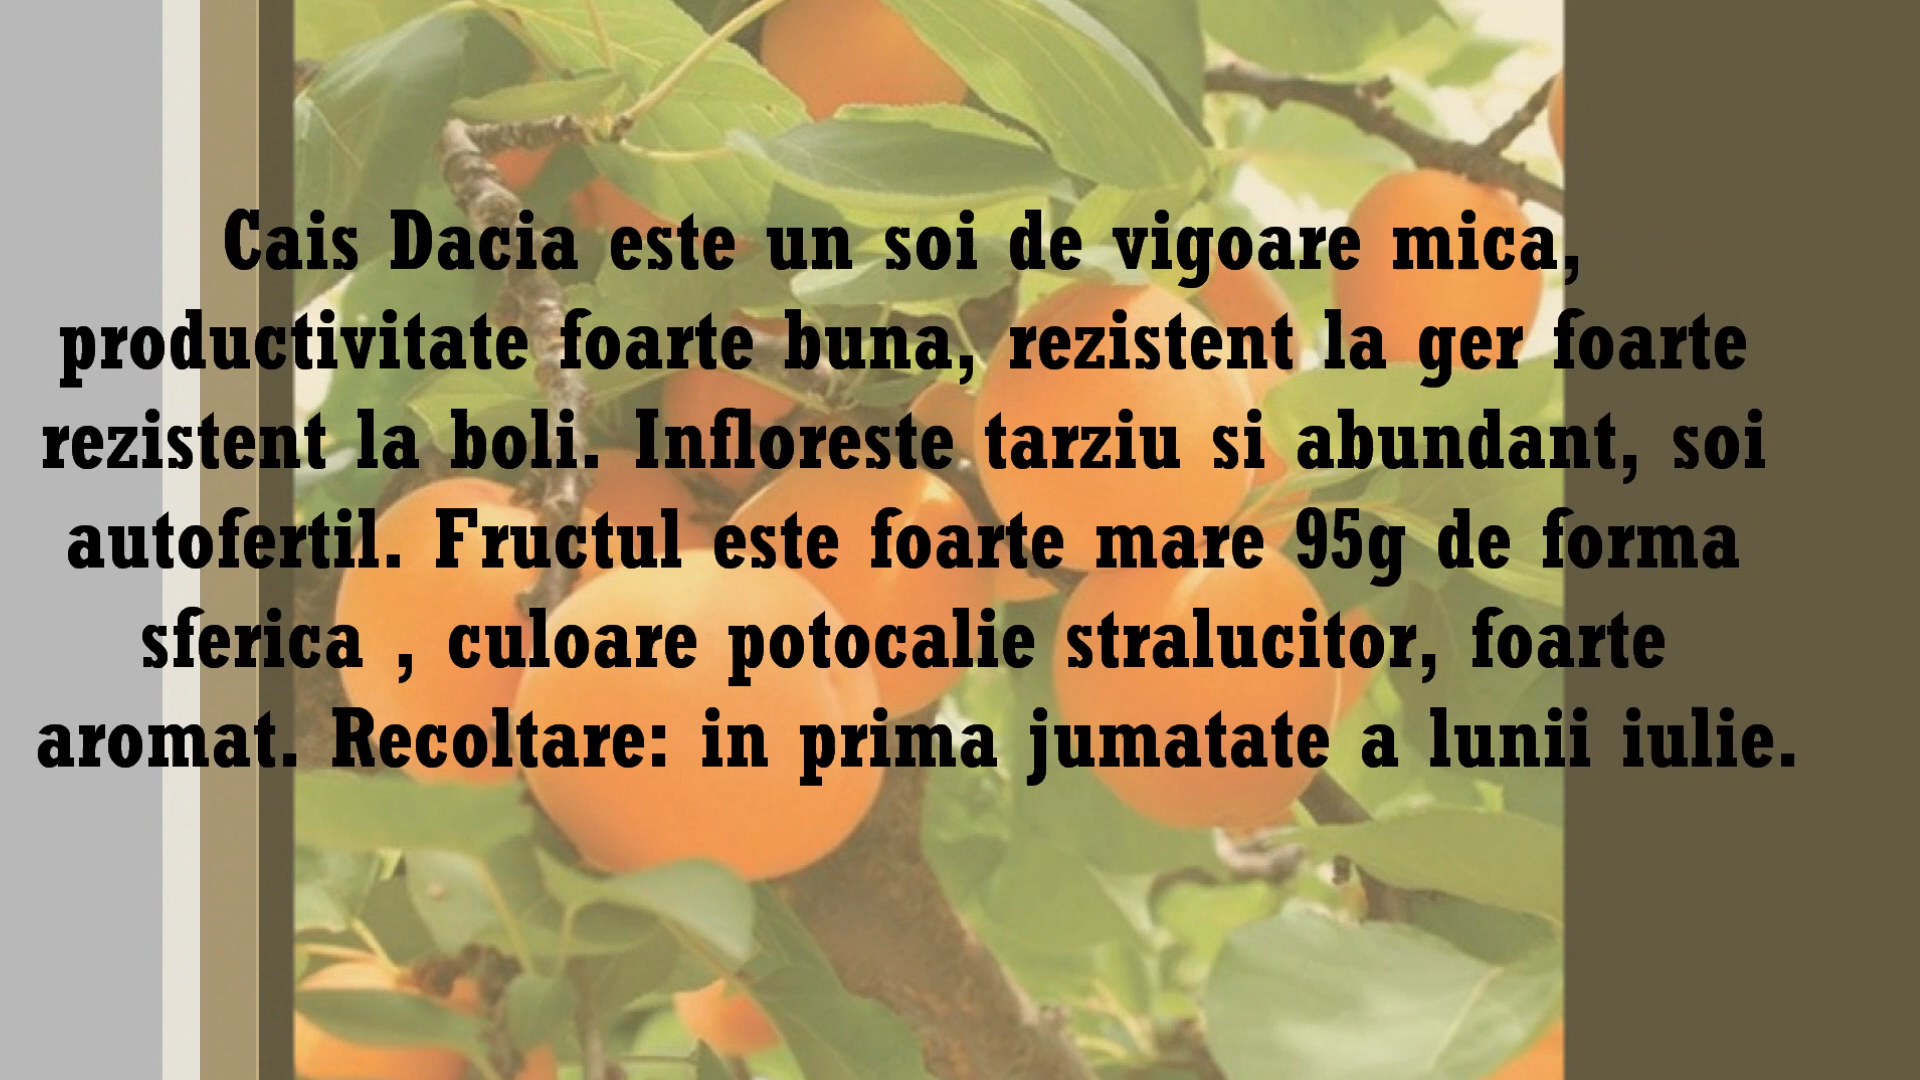 Cais Dacia este un soi de vigoare mica,
productivitate foarte buna, rezistent la ger foarte
rezistent la boli. Infloreste tarziu si abundant, soi
autofertil. Fructul este foarte mare 95g de forma
sferica , culoare potocalie stralucitor, foarte
aromat. Recoltare: in prima jumatate a lunii iulie.